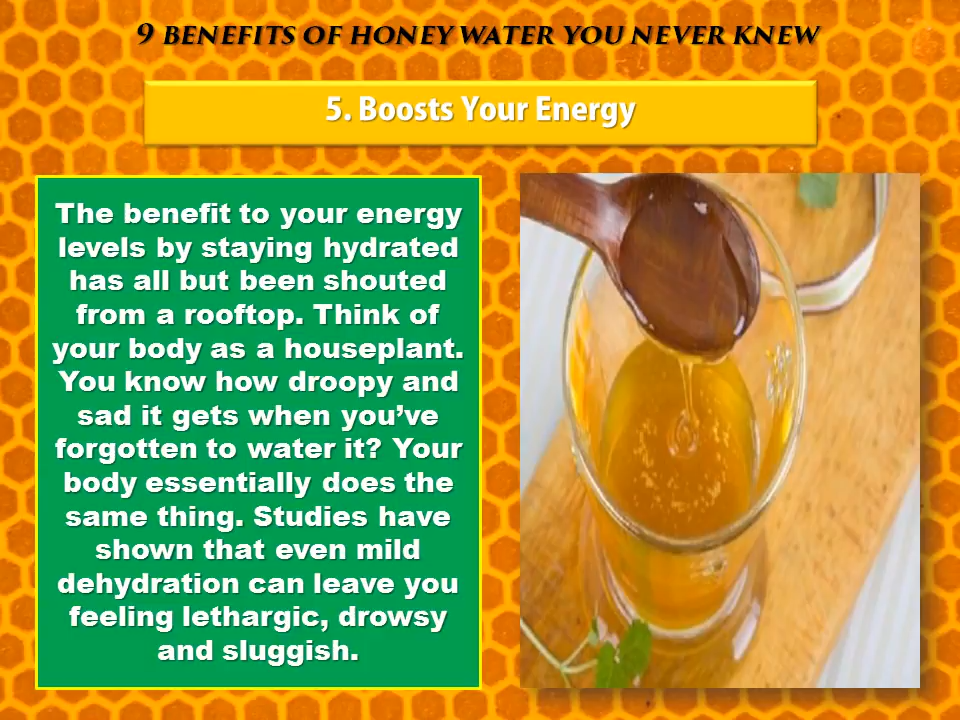 9 BENEFITS OF HONEY WATER YOU NEVER KNEW
5. Boosts Your Energy
The benefit to your energy
levels by staying hydrated
has all but been shouted
from a rooftop. Think of
your body as a houseplant.
You know how droopy and
sad it gets when you’ve
forgotten to water it? Your
body essentially does the
same thing. Studies have
shown that even mild
dehydration can leave you
feeling lethargic, drowsy
and sluggish.